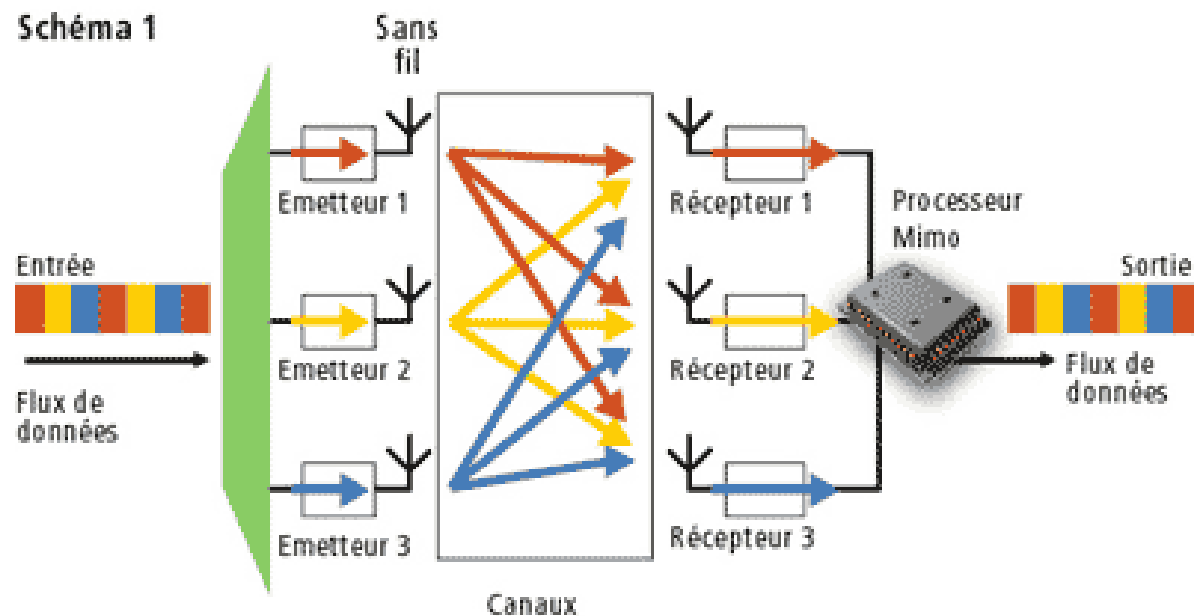 Schéma 1
Sans
fil
Emetteur 1
Récepteur 1
Processeur
Mimo
Entrée
Sortie
Emetteur 2
Récepteur 2
Flux de
données
Flux de
données
Emetteur 3
Récepteur 3
Canaux